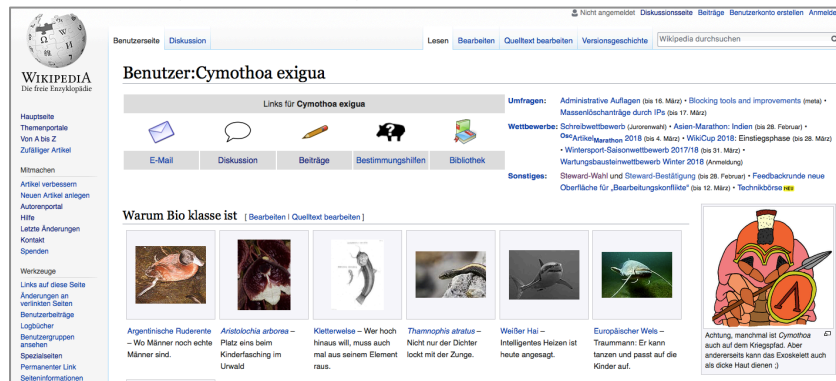 Nicht angemeldet Diskussionsseite Beiträge Benutzerkonto erstellen Anmelde
Benutzerseite Diskussion
Lesen Bearbeiten Quelltext bearbeiten Versionsgeschichte Wikipedia durchsuchen
WIKIPEDIA
Die freie Enzyklopädie
Hauptseite
Themenportale
Von A bis Z
Zufälliger Artikel
Mitmachen
Artikel verbessern
Neuen Artikel anlegen
Autorenportal
Hilfe
Letzte Änderungen
Kontakt
Spenden
Werkzeuge
Links auf diese Seite
Änderungen an
verlinkten Seiten
Benutzerbeiträge
Logbücher
Benutzergruppen
ansehen
Spezialseiten
Permanenter Link
Seiteninformationen
Benutzer:Cymothoa exigua
Links für Cymothoa exigua
E-Mail Diskussion Beiträge Bestimmungshilfen Bibliothek
Umfragen: Administrative Auflagen (bis 16. März) • Blocking tools and improvements (meta) •
Massenlöschanträge durch IPs (bis 17. März)
Wettbewerbe: Schreibwettbewerb (Jurorenwahl) • Asien-Marathon: Indien (bis 28. Februar) •
OscArtikelMarathon 2018 (bis 4. März) • WikiCup 2018: Einstiegsphase (bis 28. Februar)
• Wintersport-Saisonwettbewerb 2017/18 (bis 31. März) •
Wartungsbausteinwettbewerb Winter 2018 (Anmeldung)
Sonstiges: Steward-Wahl und Steward-Bestätigung (bis 28. Februar) • Feedbackrunde neue
Oberfläche für „Bearbeitungskonflikte" (bis 12. März) • Technikbörse NEU
Warum Bio klasse ist [ Bearbeiten | Quelltext bearbeiten ]
Argentinische Ruderente
– Wo Männer noch echte
Männer sind.
Aristolochia arborea –
Platz eins beim
Kinderfasching im
Urwald
Kletterwelse – Wer hoch
hinaus will, muss auch
mal aus seinem Element
raus.
Thamnophis atratus –
Nicht nur der Dichter
lockt mit der Zunge.
Weißer Hai –
Intelligentes Heizen ist
heute angesagt.
Europäischer Wels –
Traummann: Er kann
tanzen und passt auf die
Kinder auf.
Achtung, manchmal ist Cymothoa
auch auf dem Kriegspfad. Aber
andererseits kann das Exoskelett auch
als dicke Haut dienen ;)